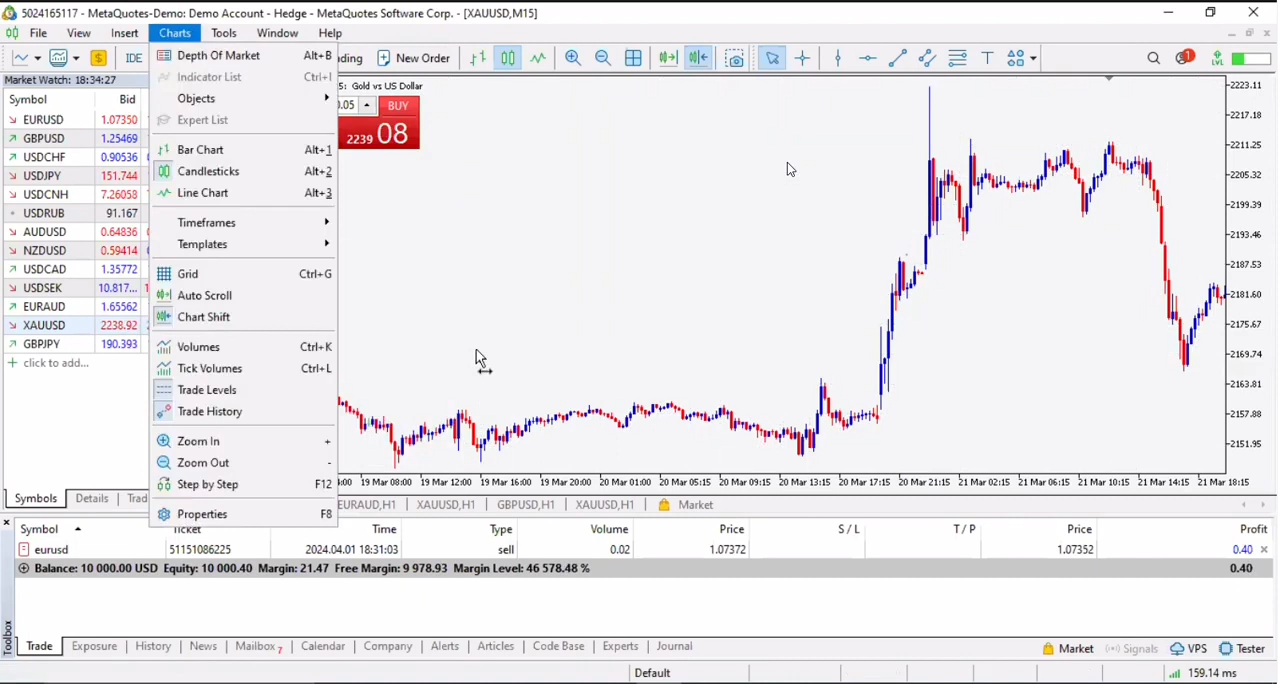 5024165117 - MetaQuotes-Demo: Demo Account - Hedge - MetaQuotes Software Corp. - [XAUUSD,M15]
File View Insert Charts Tools Window Help
IDE New Order
Market Watch: 18:34:27
Symbol Bid
EURUSD 1.07350
GBPUSD 1.25469
USDCHF 0.90536
USDJPY 151.744
USDCNH 7.26058
USDRUB 91.167
AUDUSD 0.64836
NZDUSD 0.59414
USDCAD 1.35772
USDSEK 10.817...
EURAUD 1.65562
XAUUSD 2238.92
GBPJPY 190.393
click to add...
Symbols Details Trad
Depth Of Market Alt+B
Indicator List Ctrl+I
Objects
Expert List
Bar Chart Alt+1
Candlesticks Alt+2
Line Chart Alt+3
Timeframes
Templates
Grid Ctrl+G
Auto Scroll
Chart Shift
Volumes Ctrl+K
Tick Volumes Ctrl+L
Trade Levels
Trade History
Zoom In +
Zoom Out -
Step by Step F12
Properties F8
5: Gold vs US Dollar
.05 BUY
2239 08
2223.11
2217.18
2211.25
2205.32
2199.39
2193.46
2187.53
2181.60
2175.67
2169.74
2163.81
2157.88
2151.95
19 Mar 08:00 19 Mar 12:00 19 Mar 16:00 19 Mar 20:00 20 Mar 01:00 20 Mar 05:15 20 Mar 09:15 20 Mar 13:15 20 Mar 17:15 20 Mar 21:15 21 Mar 02:15 21 Mar 06:15 21 Mar 10:15 21 Mar 14:15 21 Mar 18:15
EURAUD,H1 XAUUSD,H1 GBPUSD,H1 XAUUSD,H1 Market
Symbol Ticket Time Type Volume Price S / L T / P Price Profit
eurusd 51151086225 2024.04.01 18:31:03 sell 0.02 1.07372 1.07352 0.40
Balance: 10 000.00 USD Equity: 10 000.40 Margin: 21.47 Free Margin: 9 978.93 Margin Level: 46 578.48 % 0.40
Toolbox
Trade Exposure History News Mailbox 7 Calendar Company Alerts Articles Code Base Experts Journal Market Signals VPS Tester
Default 159.14 ms